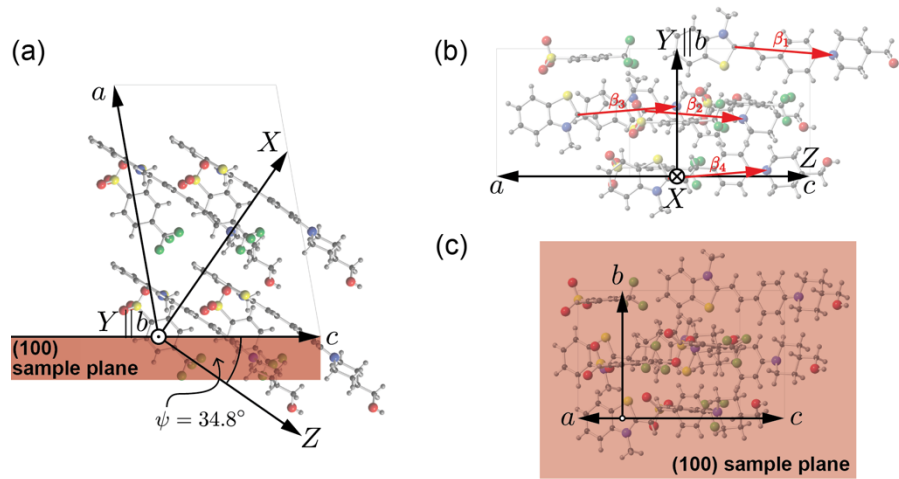 (a)
a
X
Y || b
c
(100)
sample plane
ψ = 34.8°
Z
(b)
Y || b
β₁
β₃
β₂
β₄
Z
a
X
c
(c)
b
a
c
(100) sample plane